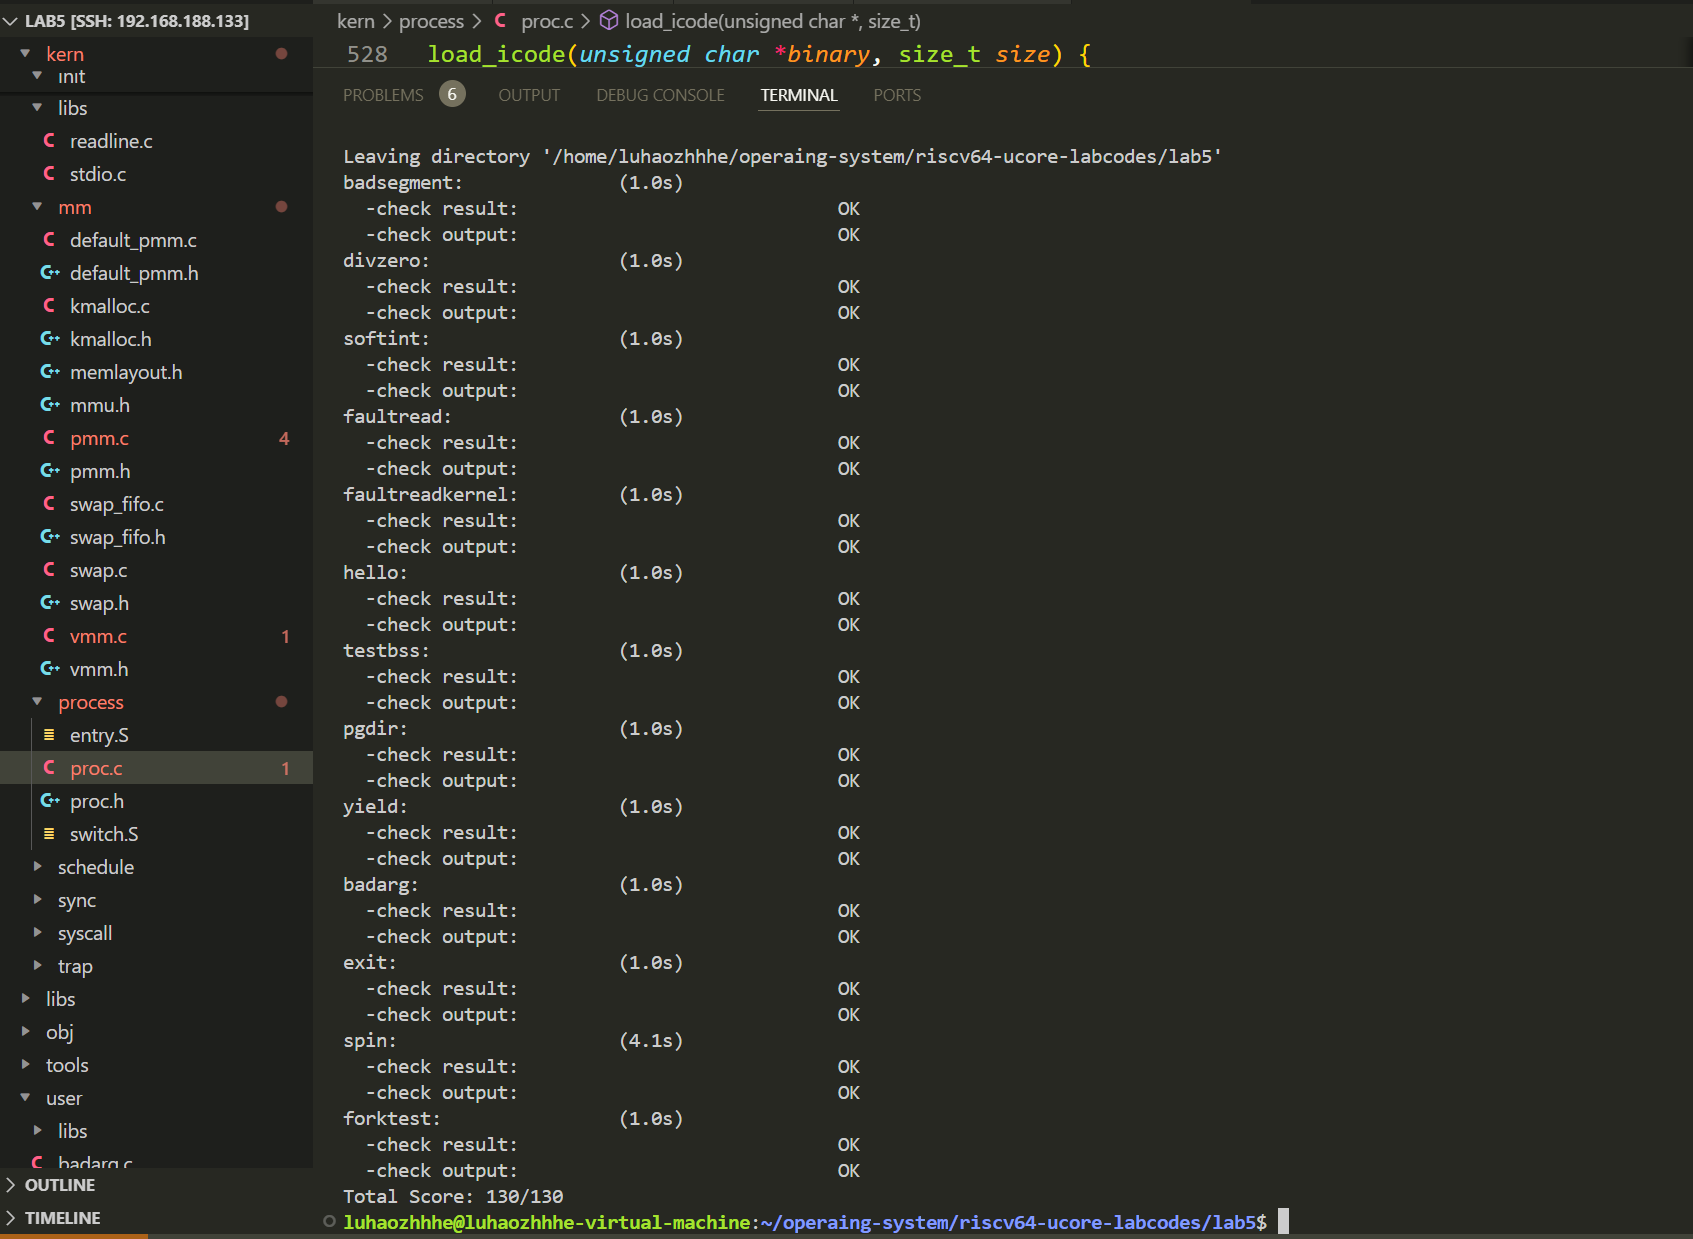 LAB5 [SSH: 192.168.188.133]
kern
init
libs
readline.c
stdio.c
mm
default_pmm.c
default_pmm.h
kmalloc.c
kmalloc.h
memlayout.h
mmu.h
pmm.c 4
pmm.h
swap_fifo.c
swap_fifo.h
swap.c
swap.h
vmm.c 1
vmm.h
process
entry.S
proc.c 1
proc.h
switch.S
schedule
sync
syscall
trap
libs
obj
tools
user
libs
badarg.c
OUTLINE
TIMELINE
kern > process > C proc.c > load_icode(unsigned char *, size_t)
528 load_icode(unsigned char *binary, size_t size) {
PROBLEMS 6 OUTPUT DEBUG CONSOLE TERMINAL PORTS
Leaving directory '/home/luhaozhhhe/operaing-system/riscv64-ucore-labcodes/lab5'
badsegment: (1.0s)
-check result: OK
-check output: OK
divzero: (1.0s)
-check result: OK
-check output: OK
softint: (1.0s)
-check result: OK
-check output: OK
faultread: (1.0s)
-check result: OK
-check output: OK
faultreadkernel: (1.0s)
-check result: OK
-check output: OK
hello: (1.0s)
-check result: OK
-check output: OK
testbss: (1.0s)
-check result: OK
-check output: OK
pgdir: (1.0s)
-check result: OK
-check output: OK
yield: (1.0s)
-check result: OK
-check output: OK
badarg: (1.0s)
-check result: OK
-check output: OK
exit: (1.0s)
-check result: OK
-check output: OK
spin: (4.1s)
-check result: OK
-check output: OK
forktest: (1.0s)
-check result: OK
-check output: OK
Total Score: 130/130
luhaozhhhe@luhaozhhhe-virtual-machine:~/operaing-system/riscv64-ucore-labcodes/lab5$